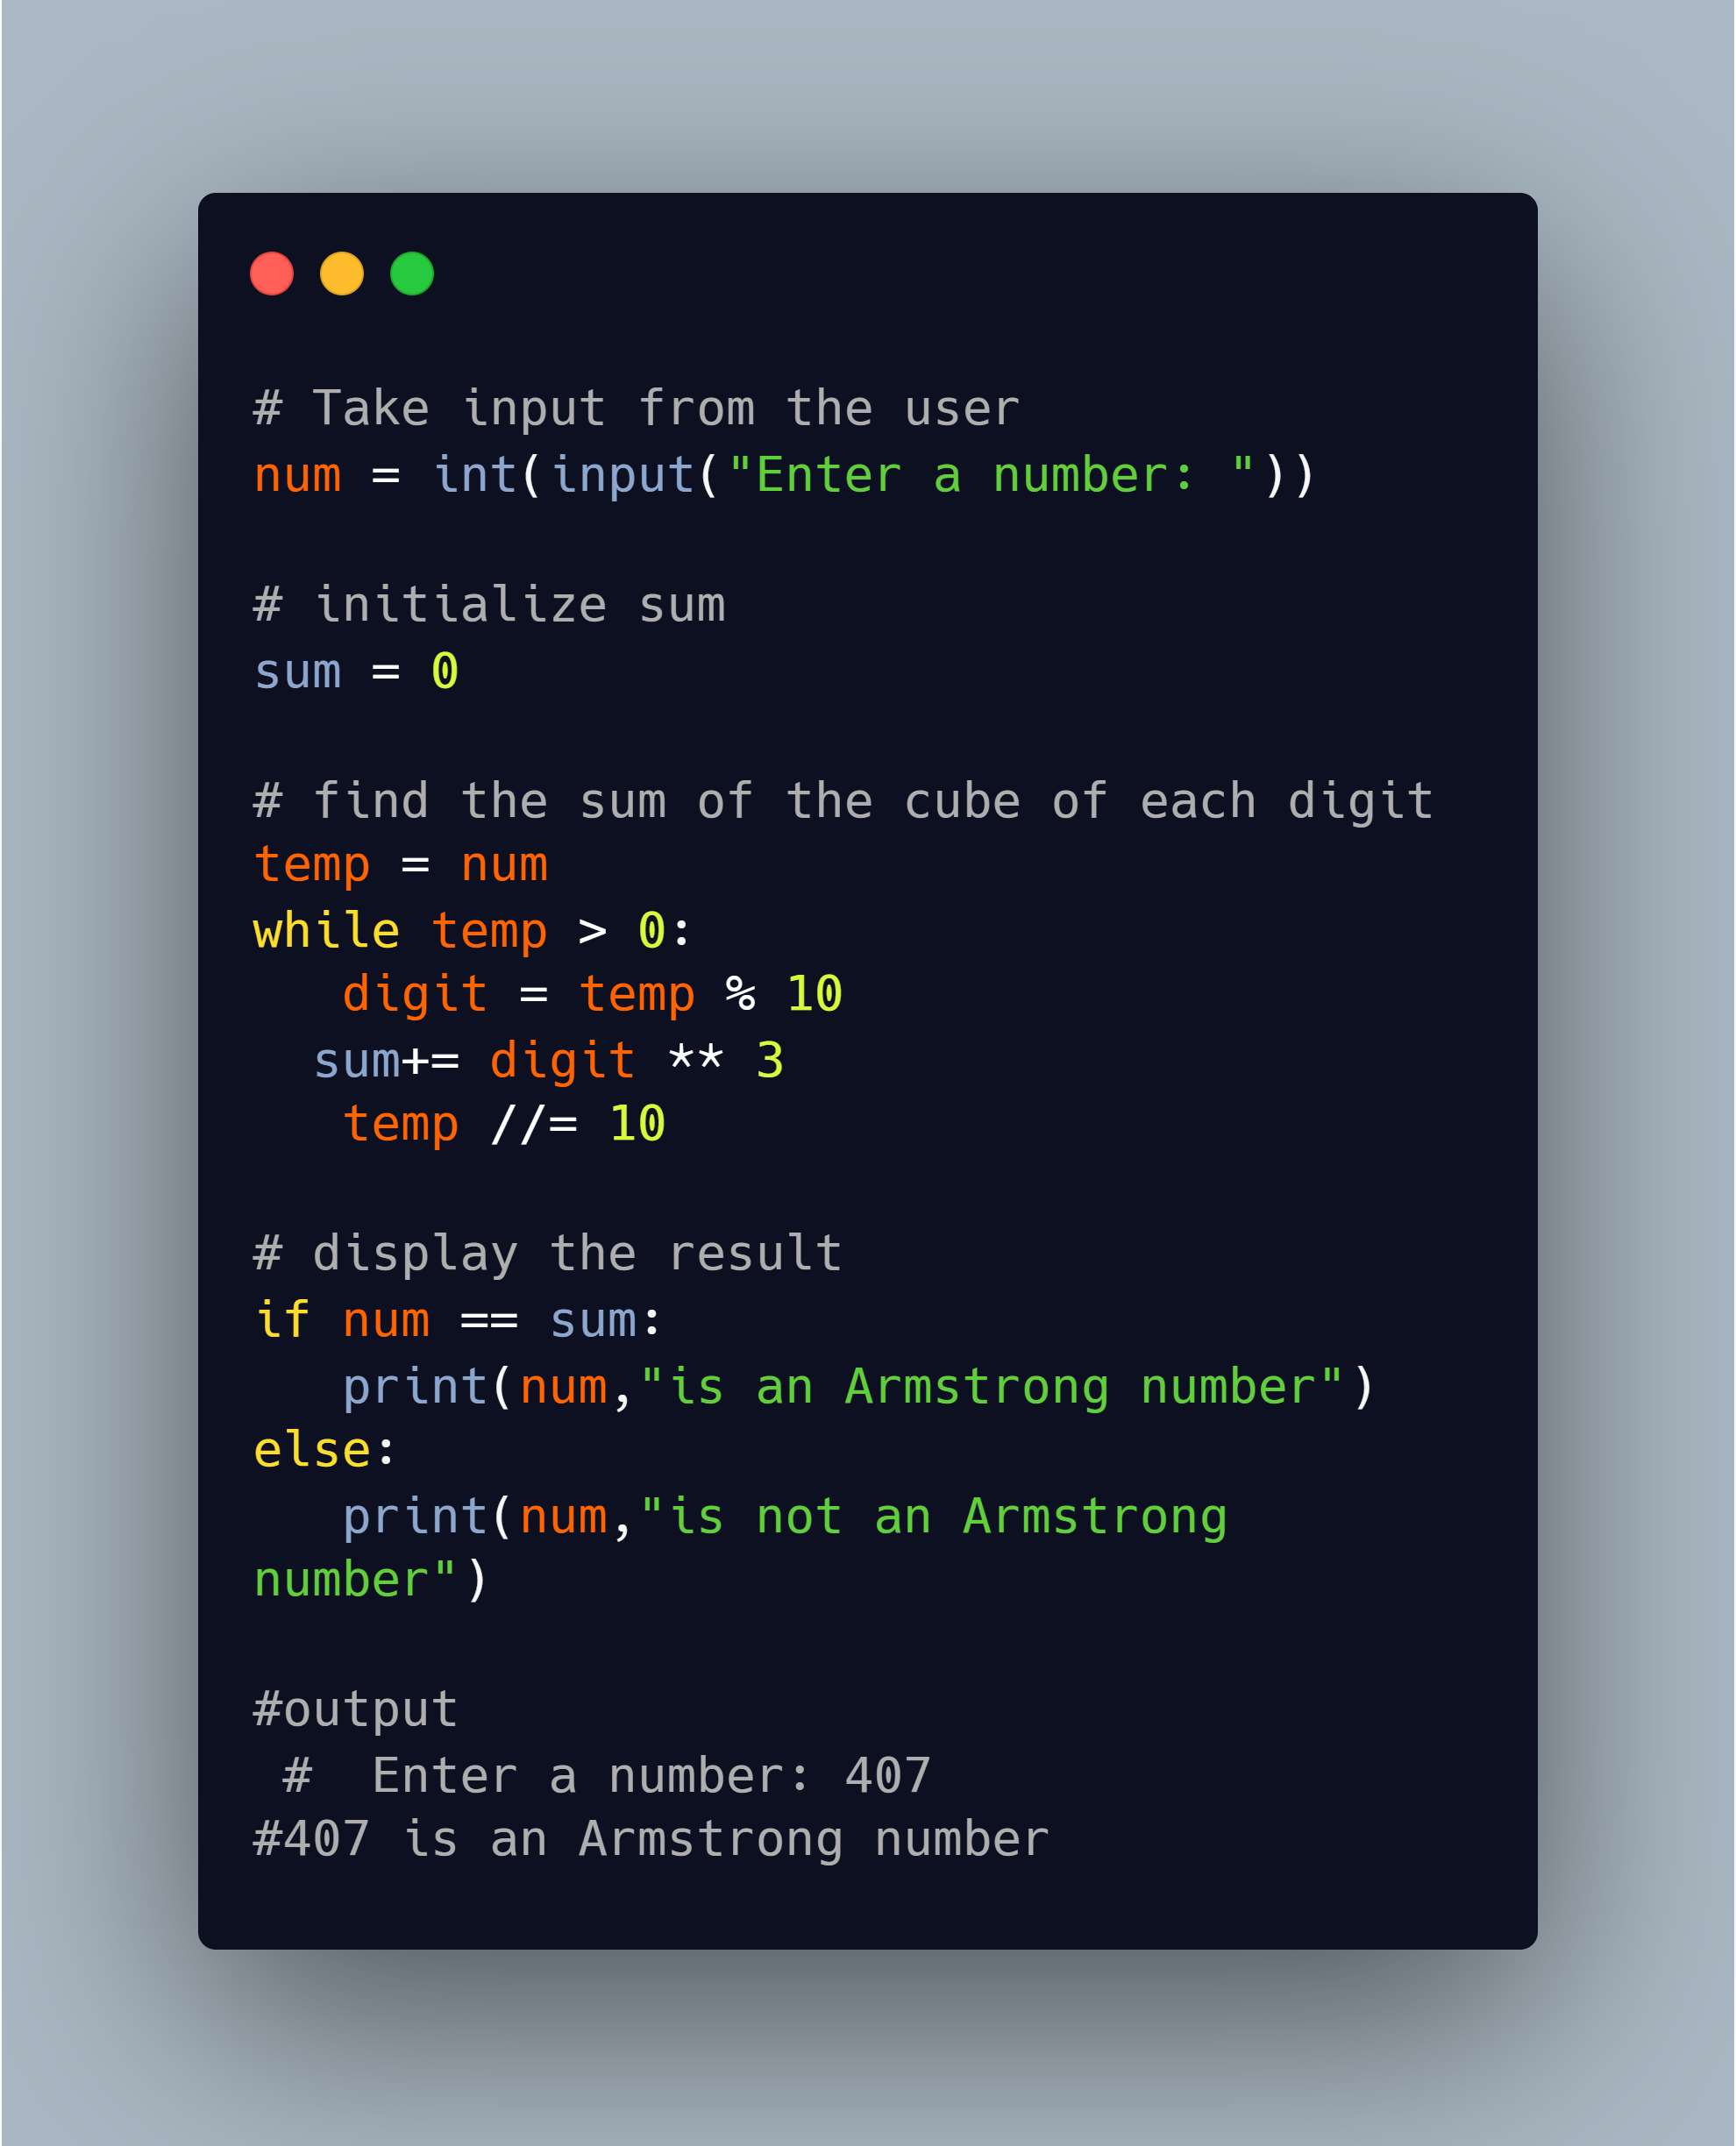 # Take input from the user
num = int(input("Enter a number: "))

# initialize sum
sum = 0

# find the sum of the cube of each digit
temp = num
while temp > 0:
   digit = temp % 10
  sum+= digit ** 3
   temp //= 10

# display the result
if num == sum:
   print(num,"is an Armstrong number")
else:
   print(num,"is not an Armstrong
number")

#output
 #  Enter a number: 407
#407 is an Armstrong number